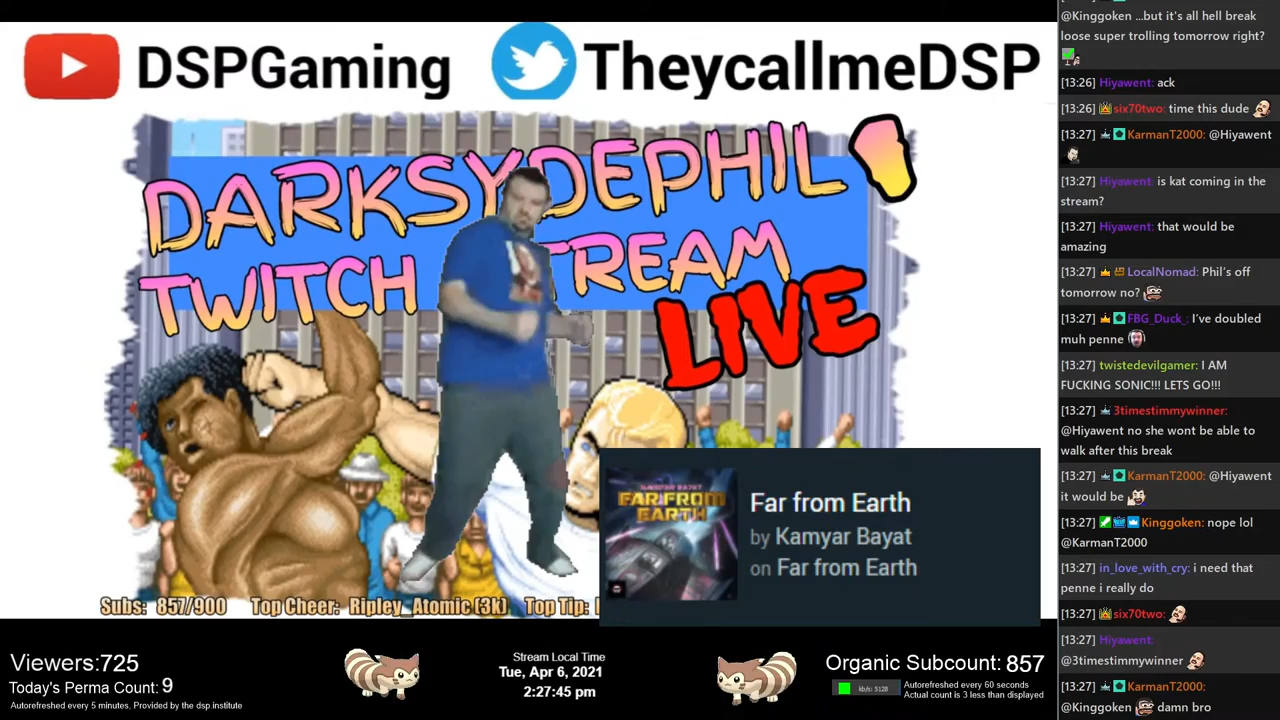 DSPGaming
TheycallmeDSP
DARKSYDEPHIL
TWITCH STREAM
LIVE
FAR FROM EARTH
Far from Earth
by Kamyar Bayat
on Far from Earth
Subs: 857/900 Top Cheer: Ripley_Atomic (3k) Top Tip:
Viewers:725
Today's Perma Count: 9
Autorefreshed every 5 minutes, Provided by the dsp institute
Stream Local Time
Tue, Apr 6, 2021
2:27:45 pm
Organic Subcount: 857
kb/s: 5128
Autorefreshed every 60 seconds
Actual count is 3 less than displayed
@Kinggoken ...but it's all hell break
loose super trolling tomorrow right?
[13:26] Hiyawent: ack
[13:26] six70two: time this dude
[13:27] KarmanT2000: @Hiyawent
[13:27] Hiyawent: is kat coming in the
stream?
[13:27] Hiyawent: that would be
amazing
[13:27] LocalNomad: Phil's off
tomorrow no?
[13:27] FBG_Duck_: I've doubled
muh penne
[13:27] twistedevilgamer: I AM
FUCKING SONIC!!! LETS GO!!!
[13:27] 3timestimmywinner:
@Hiyawent no she wont be able to
walk after this break
[13:27] KarmanT2000: @Hiyawent
it would be
[13:27] Kinggoken: nope lol
@KarmanT2000
[13:27] in_love_with_cry: i need that
penne i really do
[13:27] six70two:
[13:27] Hiyawent:
@3timestimmywinner
[13:27] KarmanT2000:
@Kinggoken damn bro